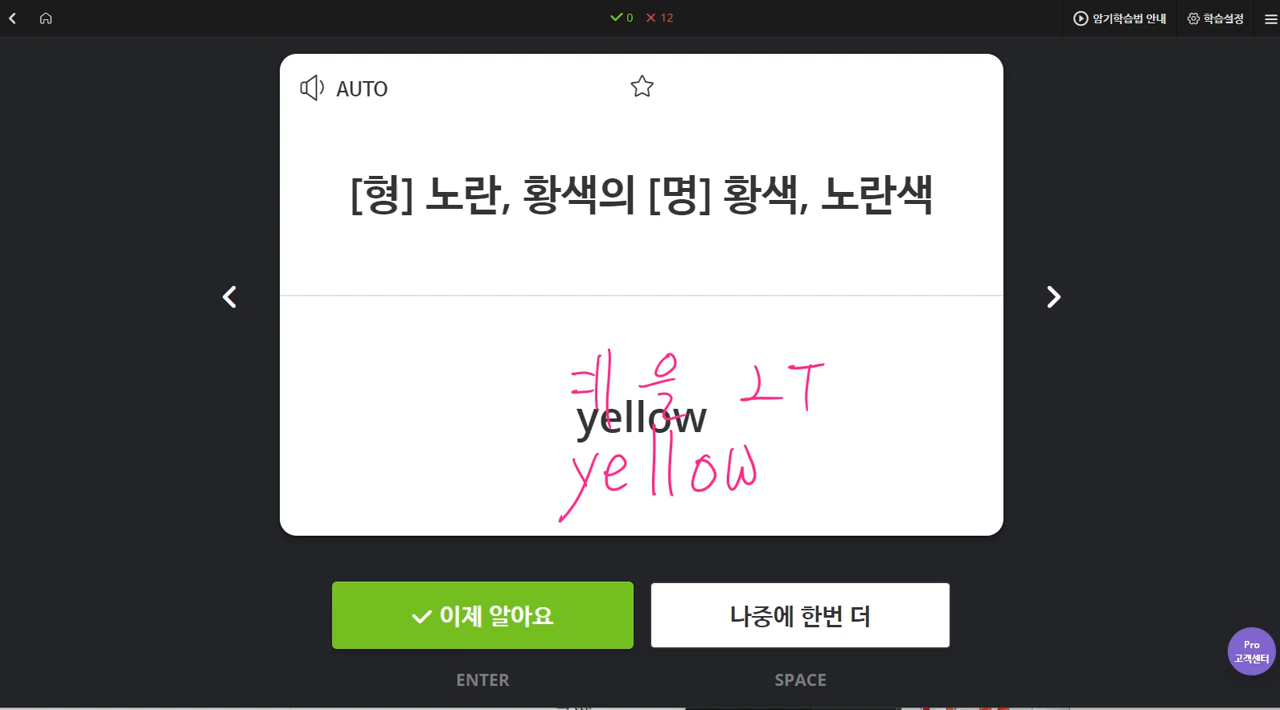 0 12 암기학습법 안내 학습설정
AUTO
[형] 노란, 황색의 [명] 황색, 노란색
yellow
yellow
이제 알아요 나중에 한번 더
ENTER SPACE
Pro
고객센터